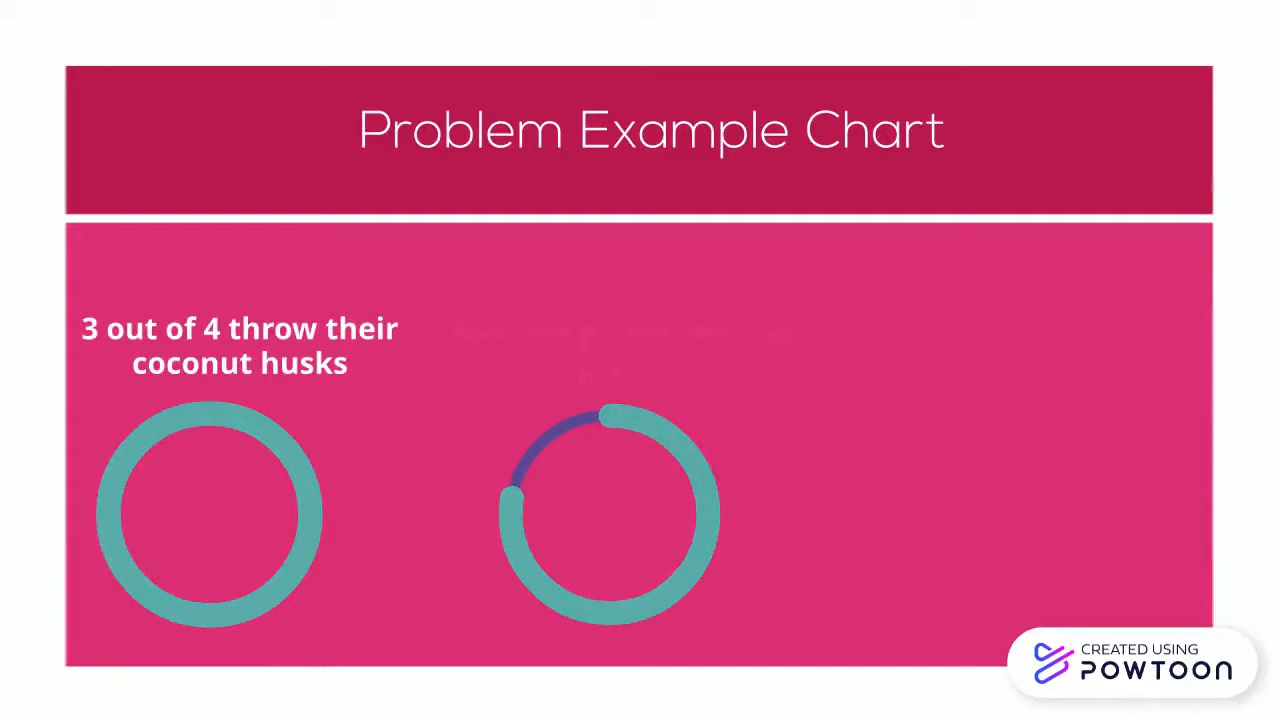 Problem Example Chart
3 out of 4 throw their
coconut husks
CREATED USING
POWTOON